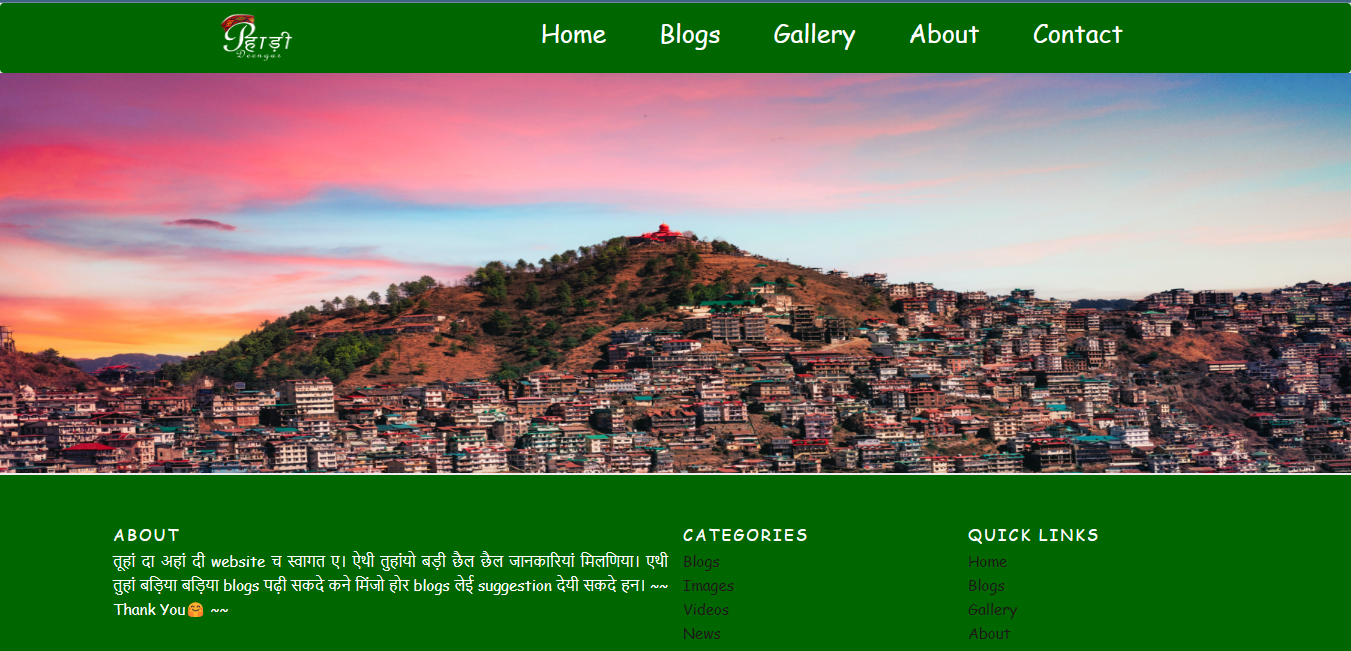 Pहाड़ी
Deengar
Home Blogs Gallery About Contact
ABOUT
तूहां दा अहां दी website च स्वागत ए। ऐथी तुहांयो बड़ी छैल छैल जानकारियां मिलणिया। एथी
तुहां बड़िया बड़िया blogs पढ़ी सकदे कने मिंजो होर blogs लेई suggestion देयी सकदे हन। ~~
Thank You🤗 ~~
CATEGORIES
Blogs
Images
Videos
News
QUICK LINKS
Home
Blogs
Gallery
About